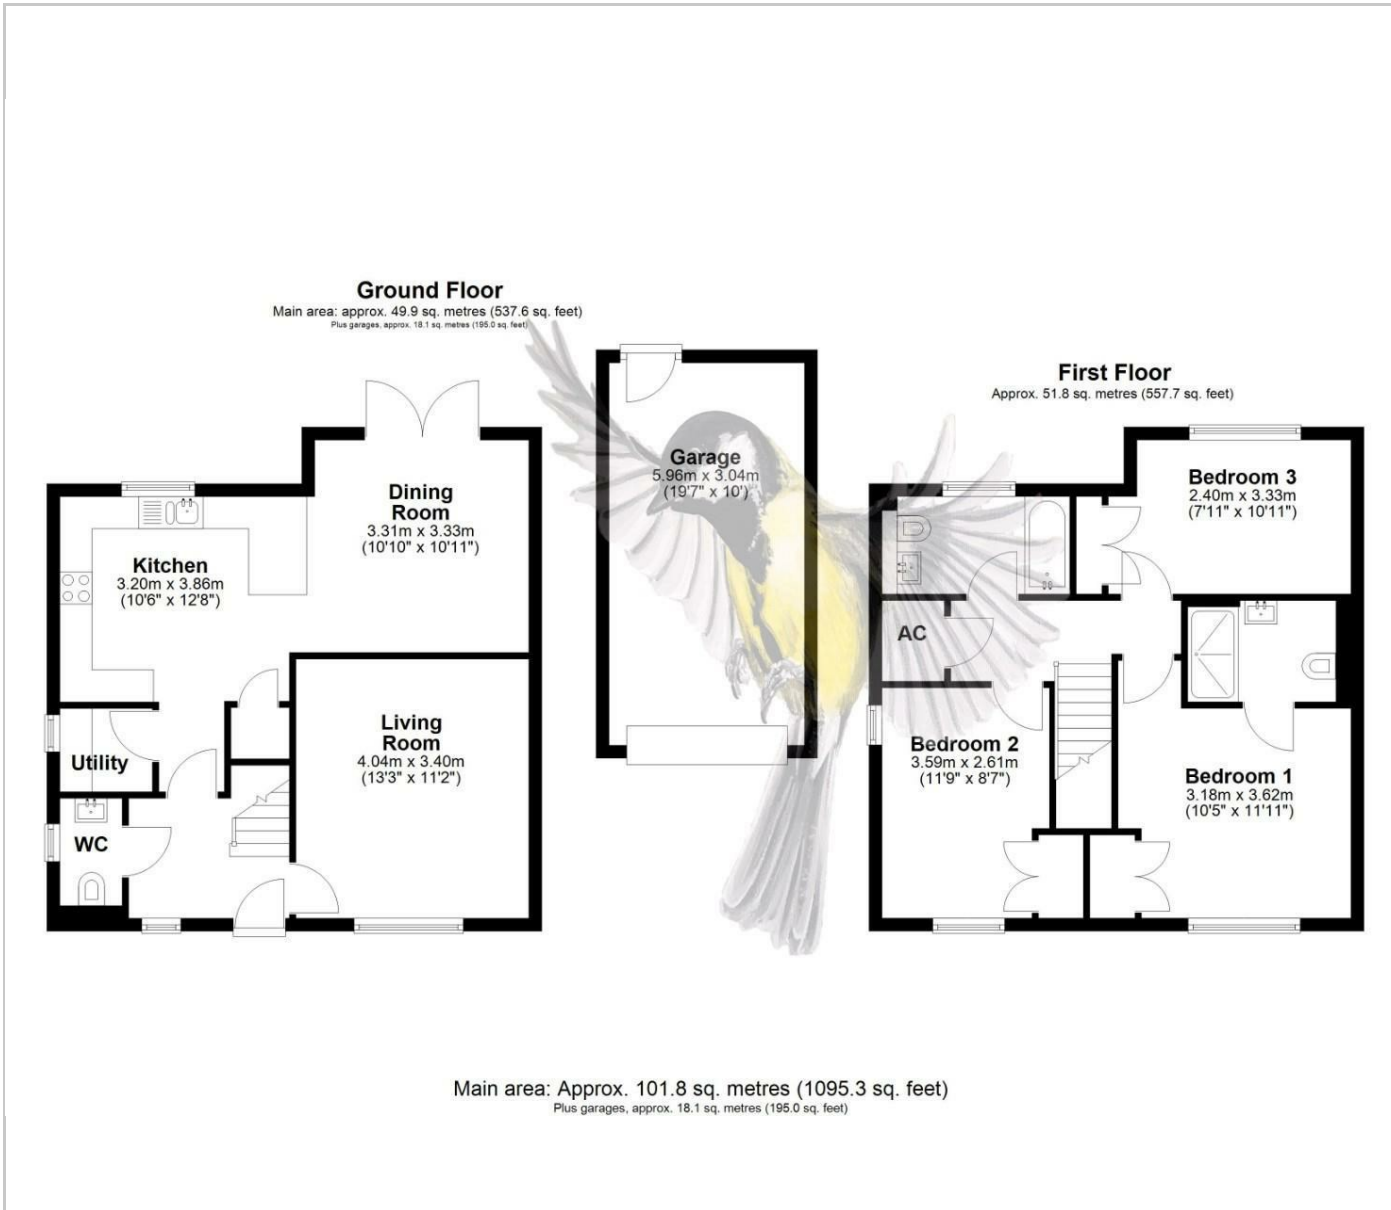 Ground Floor
Main area: approx. 49.9 sq. metres (537.6 sq. feet)
Plus garages, approx. 18.1 sq. metres (195.0 sq. feet)
Kitchen
3.20m x 3.86m
(10'6" x 12'8")
Dining
Room
3.31m x 3.33m
(10'10" x 10'11")
Living
Room
4.04m x 3.40m
(13'3" x 11'2")
Utility
WC
Garage
5.96m x 3.04m
(19'7" x 10')
First Floor
Approx. 51.8 sq. metres (557.7 sq. feet)
Bedroom 3
2.40m x 3.33m
(7'11" x 10'11")
AC
Bedroom 2
3.59m x 2.61m
(11'9" x 8'7")
Bedroom 1
3.18m x 3.62m
(10'5" x 11'11")
Main area: Approx. 101.8 sq. metres (1095.3 sq. feet)
Plus garages, approx. 18.1 sq. metres (195.0 sq. feet)